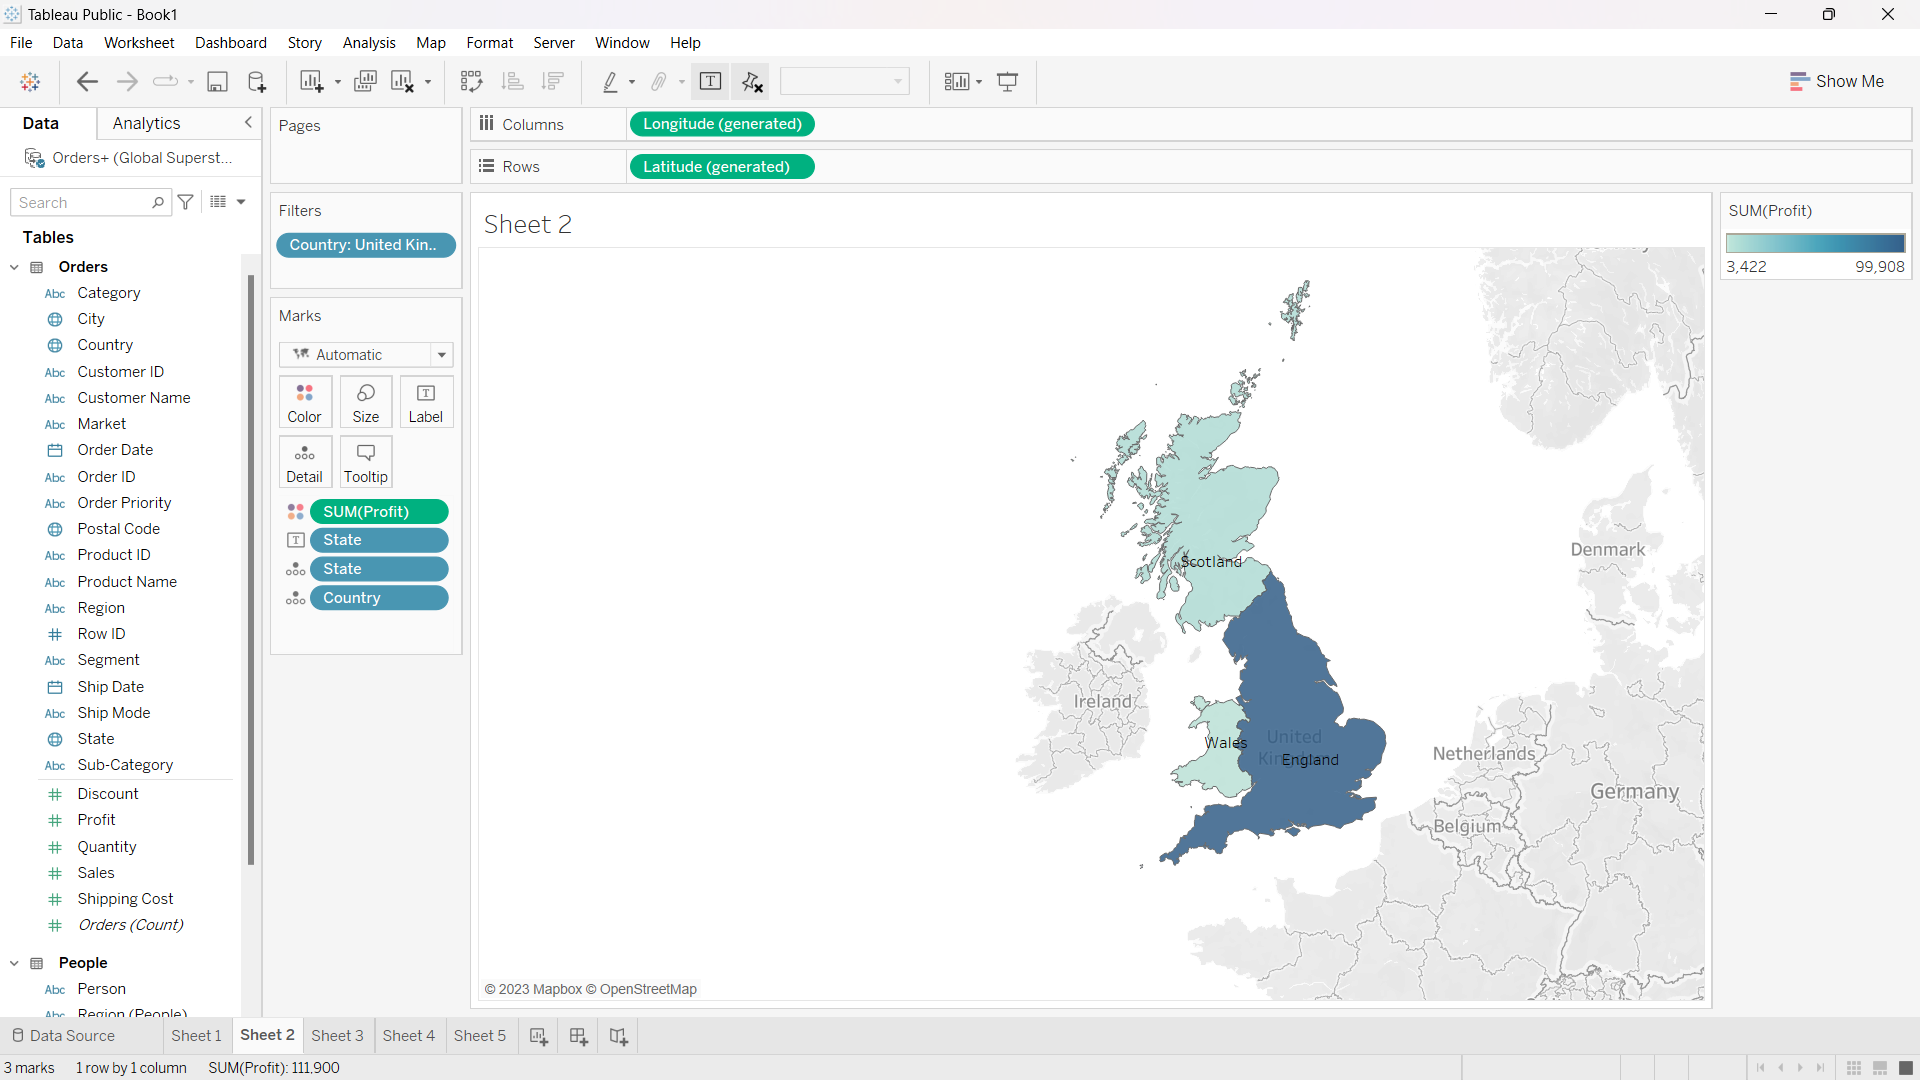 Tableau Public - Book1
File Data Worksheet Dashboard Story Analysis Map Format Server Window Help
Show Me
Data Analytics
Orders+ (Global Superst...
Search
Tables
Orders
Abc Category
City
Country
Abc Customer ID
Abc Customer Name
Abc Market
Order Date
Abc Order ID
Abc Order Priority
Postal Code
Abc Product ID
Abc Product Name
Abc Region
Row ID
Abc Segment
Ship Date
Abc Ship Mode
State
Abc Sub-Category
Discount
Profit
Quantity
Sales
Shipping Cost
Orders (Count)
People
Abc Person
Abc Region (People)
Pages
Filters
Country: United Kin..
Marks
Automatic
Color Size Label
Detail Tooltip
SUM(Profit)
State
State
Country
Columns Longitude (generated)
Rows Latitude (generated)
Sheet 2
Scotland
Denmark
Ireland
Wales
United
England
Netherlands
Germany
Belgium
© 2023 Mapbox © OpenStreetMap
SUM(Profit)
3,422 99,908
Data Source Sheet 1 Sheet 2 Sheet 3 Sheet 4 Sheet 5
3 marks 1 row by 1 column SUM(Profit): 111,900